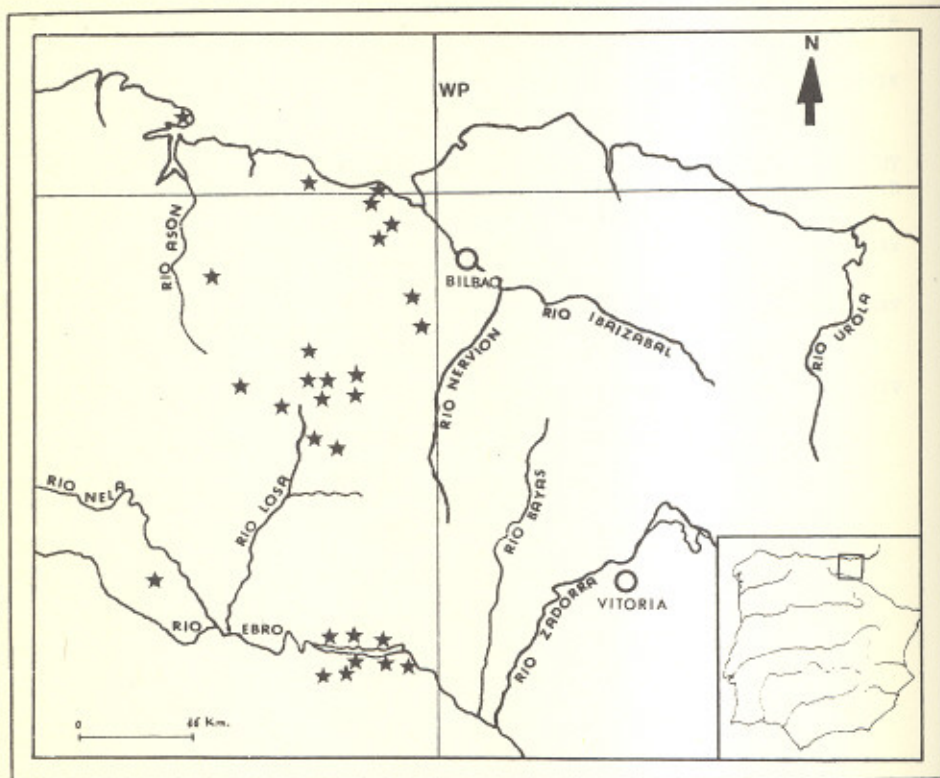 N
WP
RIO ASON
BILBAO
RIO IBAIZABAL
RIO UROLA
RIO NERVION
RIO NELA
RIO LOSA
RIO BAYAS
RIO ZADORRA
VITORIA
RIO EBRO
0 16 Km.